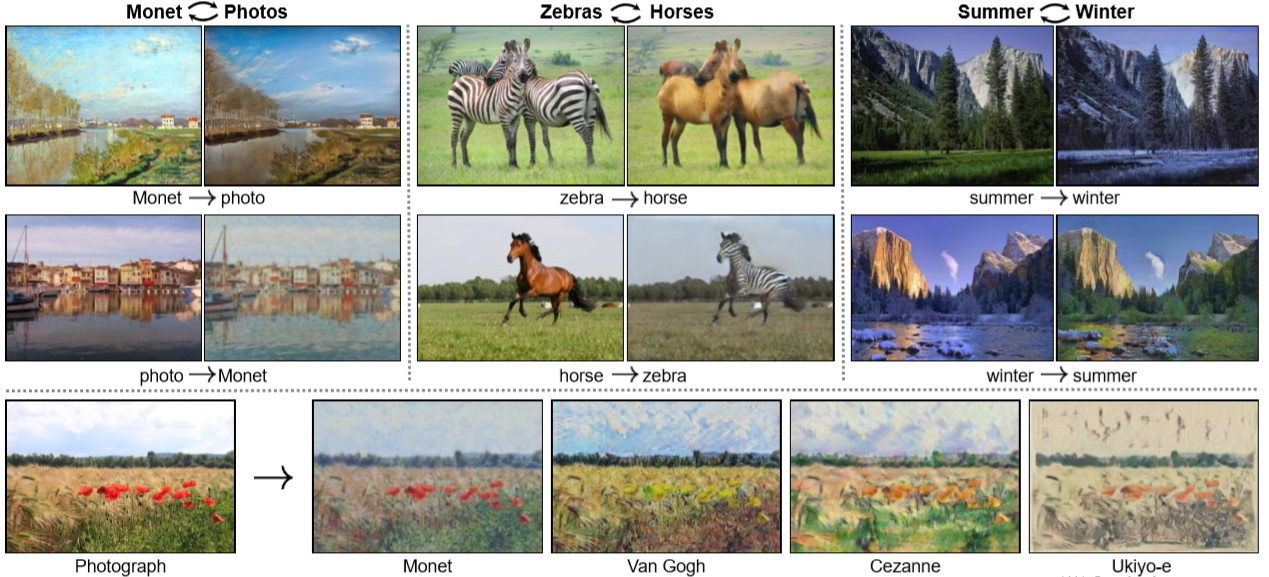 Monet Photos
Zebras Horses
Summer Winter
Monet → photo
zebra → horse
summer → winter
photo → Monet
horse → zebra
winter → summer
→
Photograph
Monet
Van Gogh
Cezanne
Ukiyo-e